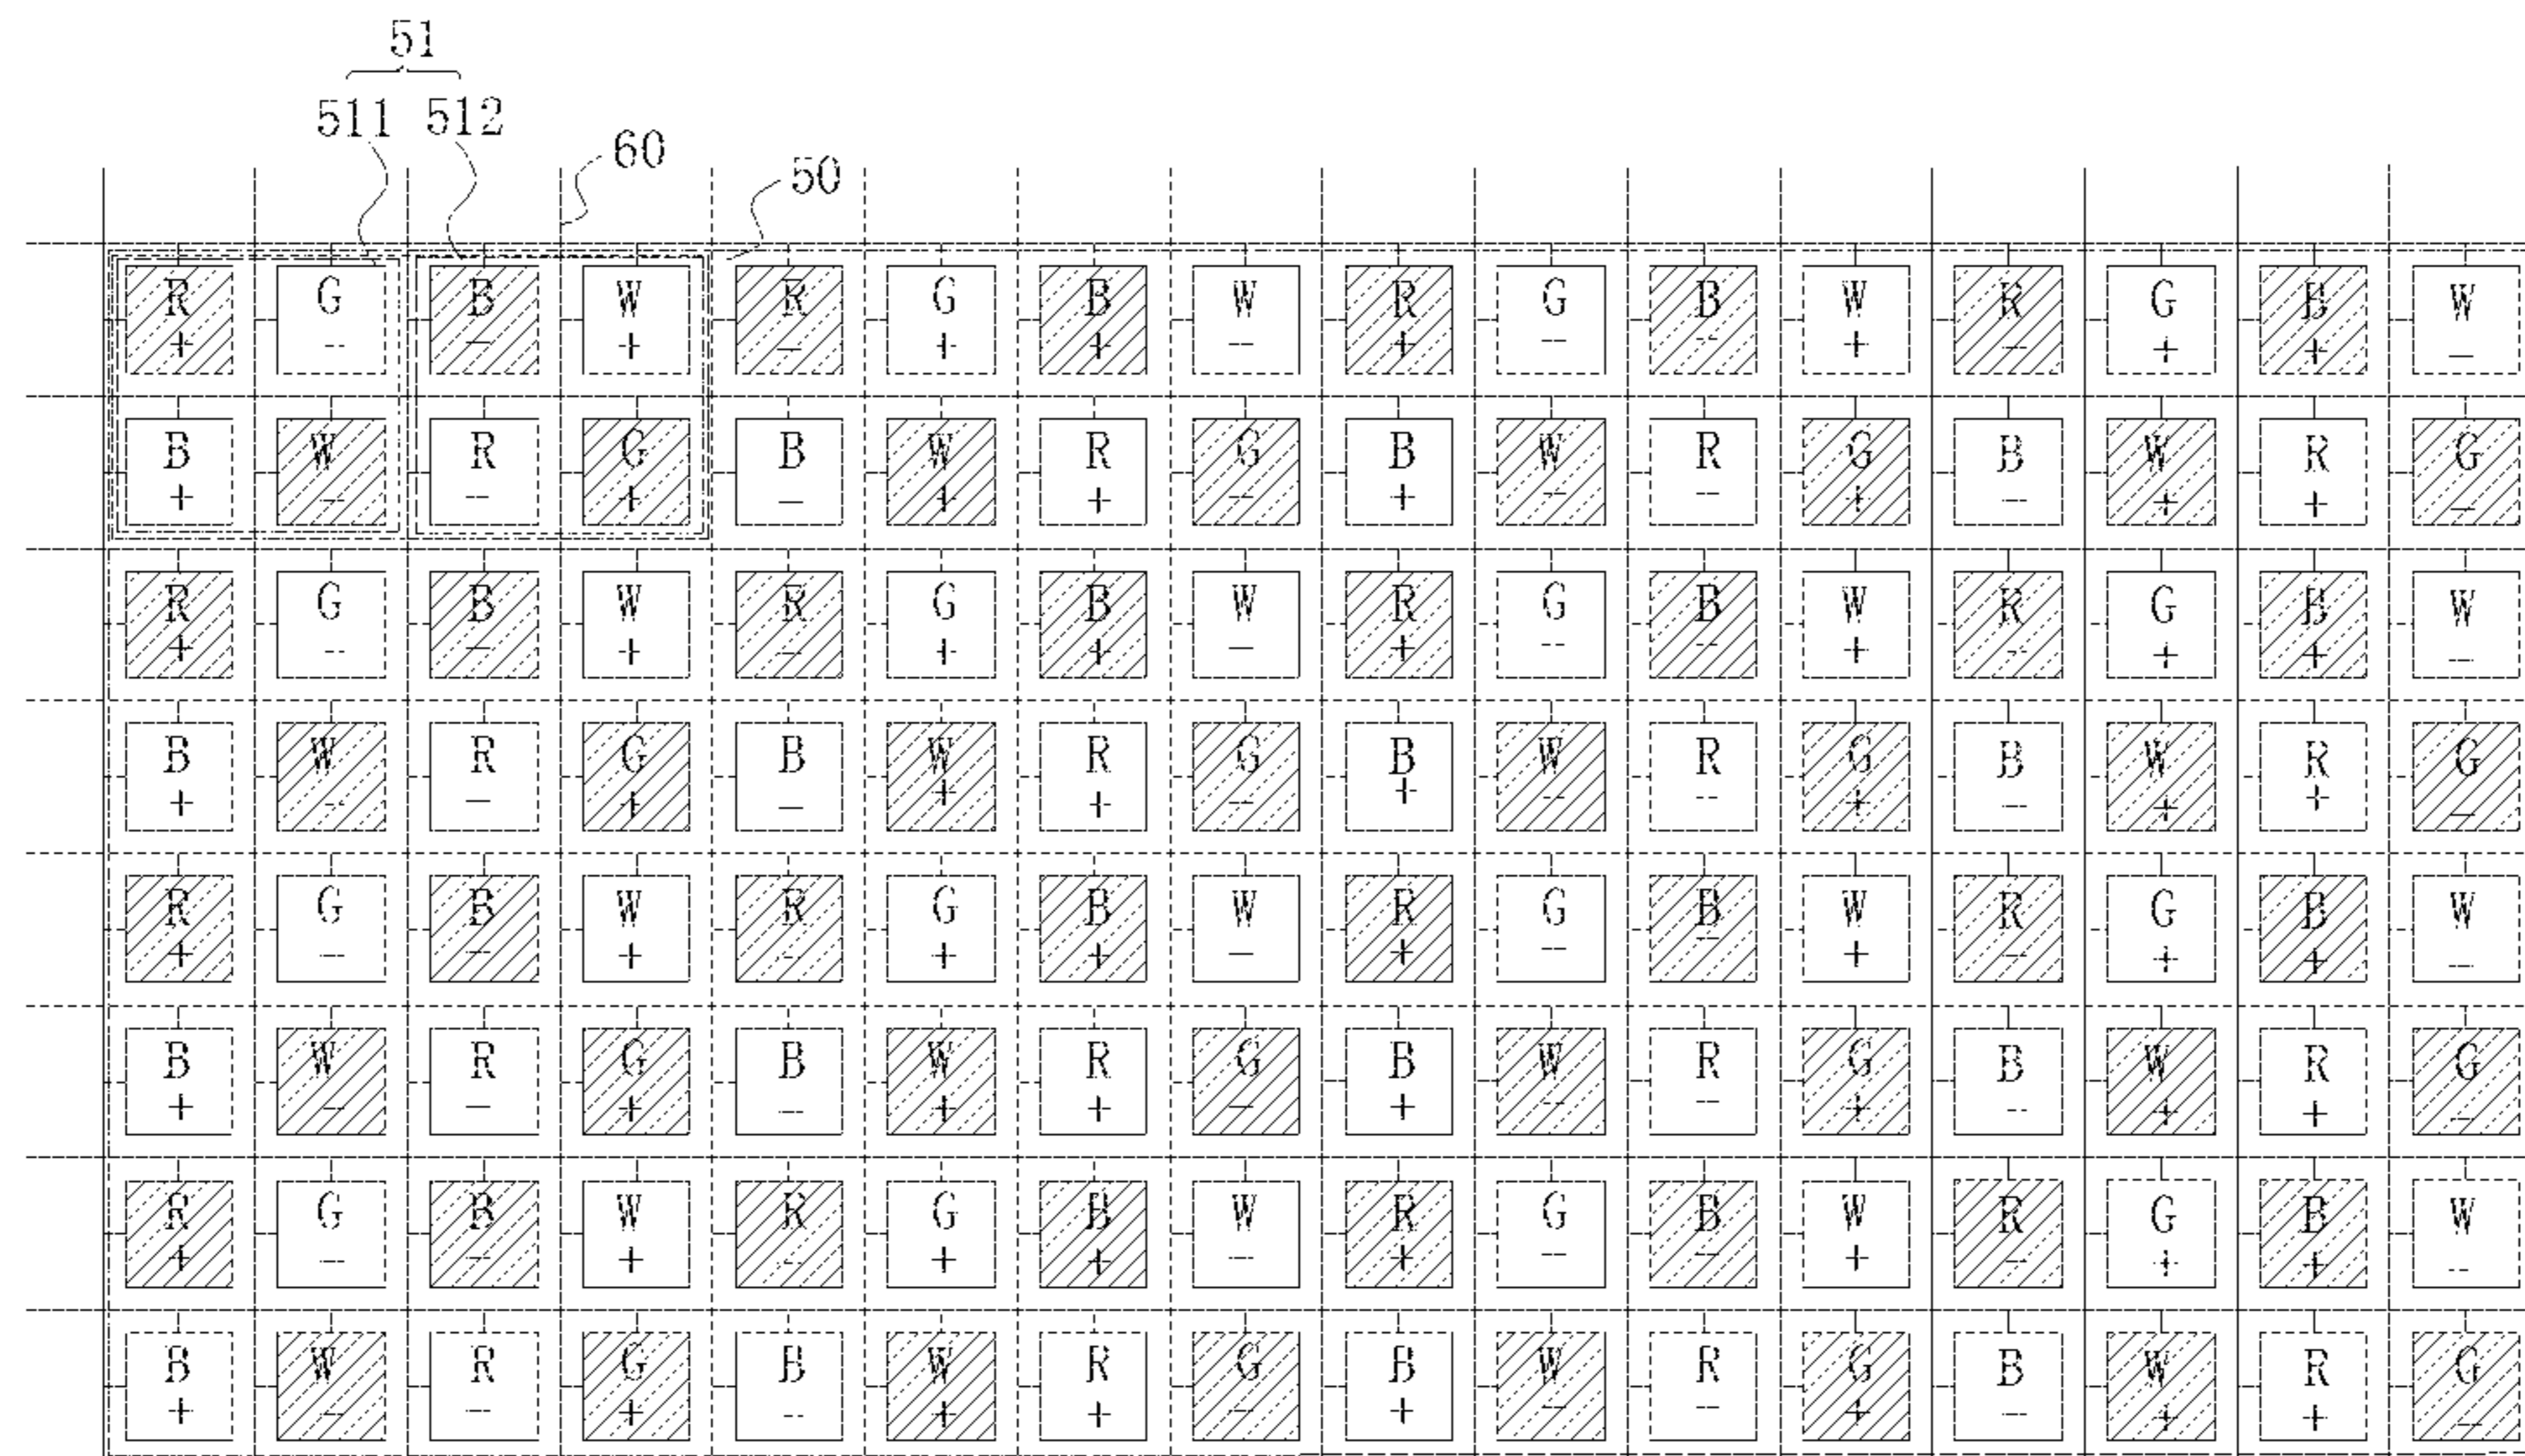 51
511 512
60
50
R G B W R G B W R G B W R G B W
+ -- — + — + + — + -- -- + -- + + —
B W R G B W R G B W R G B W R G
+ -- -- + — + + -- + -- -- + -- + + —
R G B W R G B W R G B W R G B W
+ -- — + -- + + — + -- -- + -- + + --
B W R G B W R G B W R G B W R G
+ -- — + — + + -- + -- -- + -- + + —
R G B W R G B W R G B W R G B W
+ -- -- + -- + + — + -- -- + -- + + --
B W R G B W R G B W R G B W R G
+ -- — + -- + + — + -- -- + -- + + --
R G B W R G B W R G B W R G B W
+ -- -- + -- + + -- + -- -- + -- + + --
B W R G B W R G B W R G B W R G
+ -- -- + -- + + -- + -- -- + -- + + —